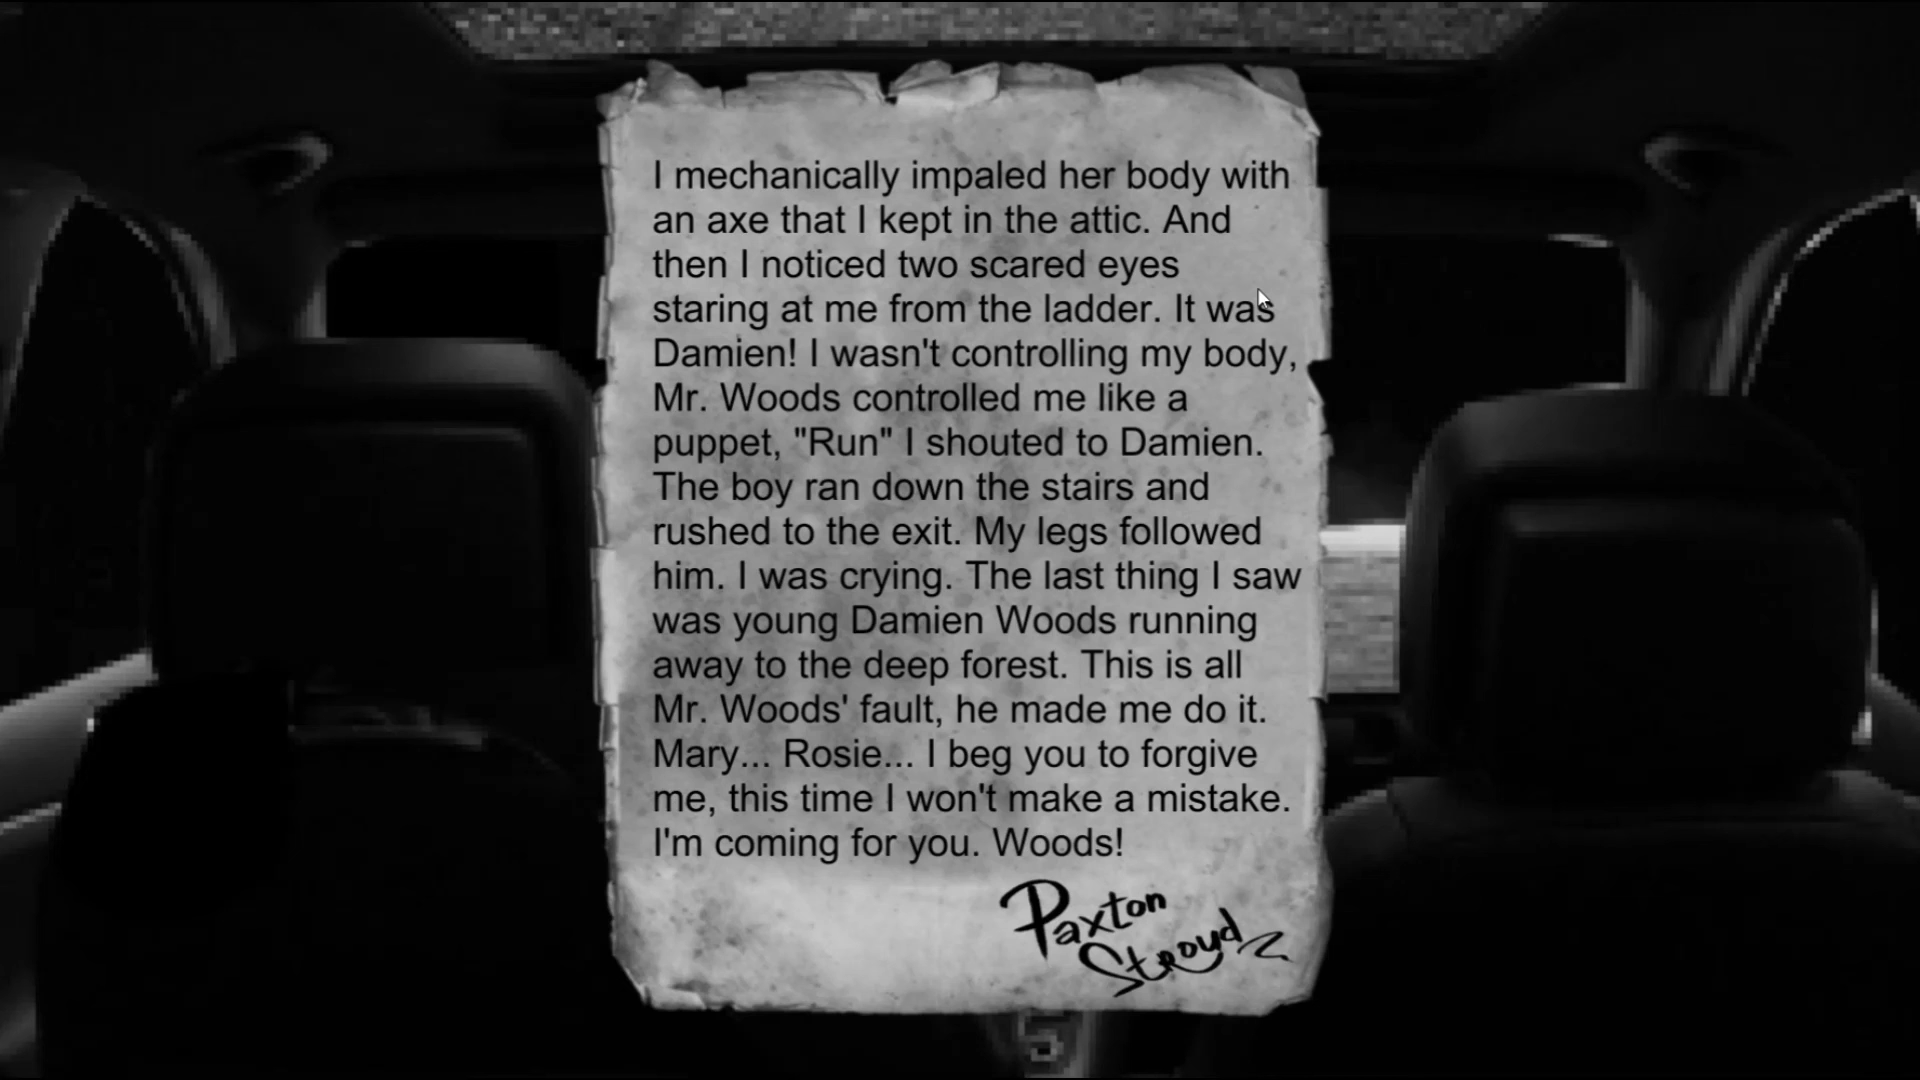 I mechanically impaled her body with
an axe that I kept in the attic. And
then I noticed two scared eyes
staring at me from the ladder. It was
Damien! I wasn't controlling my body,
Mr. Woods controlled me like a
puppet, "Run" I shouted to Damien.
The boy ran down the stairs and
rushed to the exit. My legs followed
him. I was crying. The last thing I saw
was young Damien Woods running
away to the deep forest. This is all
Mr. Woods' fault, he made me do it.
Mary... Rosie... I beg you to forgive
me, this time I won't make a mistake.
I'm coming for you. Woods!
Paxton
Stroud